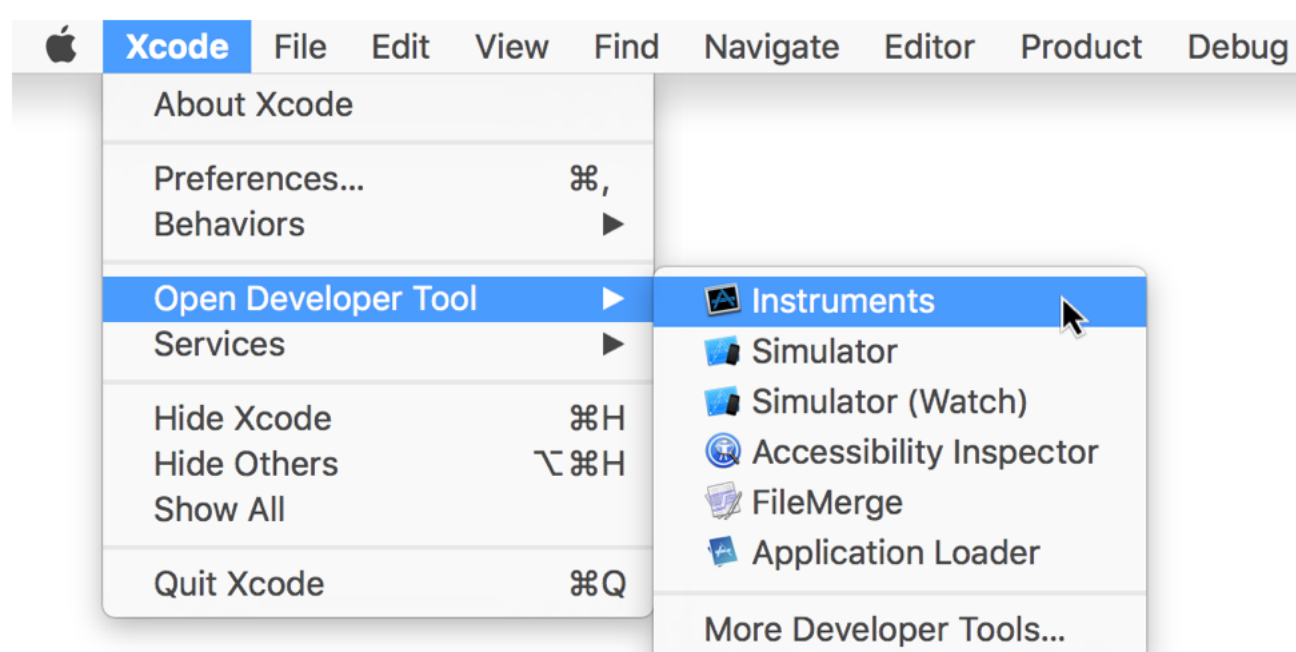 Xcode File Edit View Find Navigate Editor Product Debug
About Xcode
Preferences... ⌘,
Behaviors ▶
Open Developer Tool ▶
Services ▶
Hide Xcode ⌘H
Hide Others ⌥⌘H
Show All
Quit Xcode ⌘Q
Instruments
Simulator
Simulator (Watch)
Accessibility Inspector
FileMerge
Application Loader
More Developer Tools...